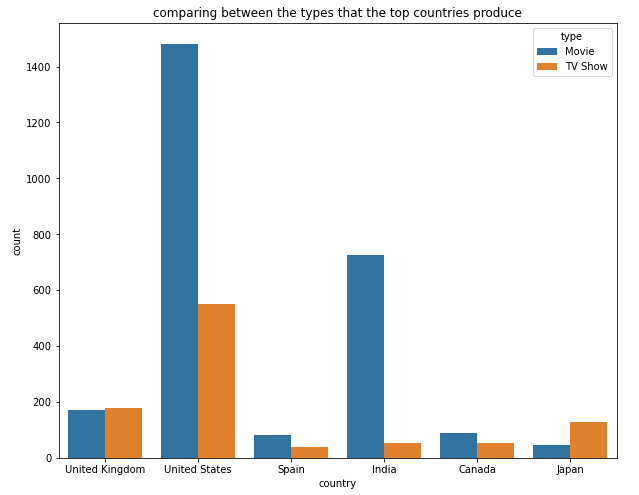 comparing between the types that the top countries produce
type
Movie
TV Show
count
1400
1200
1000
800
600
400
200
0
United Kingdom United States Spain India Canada Japan
country